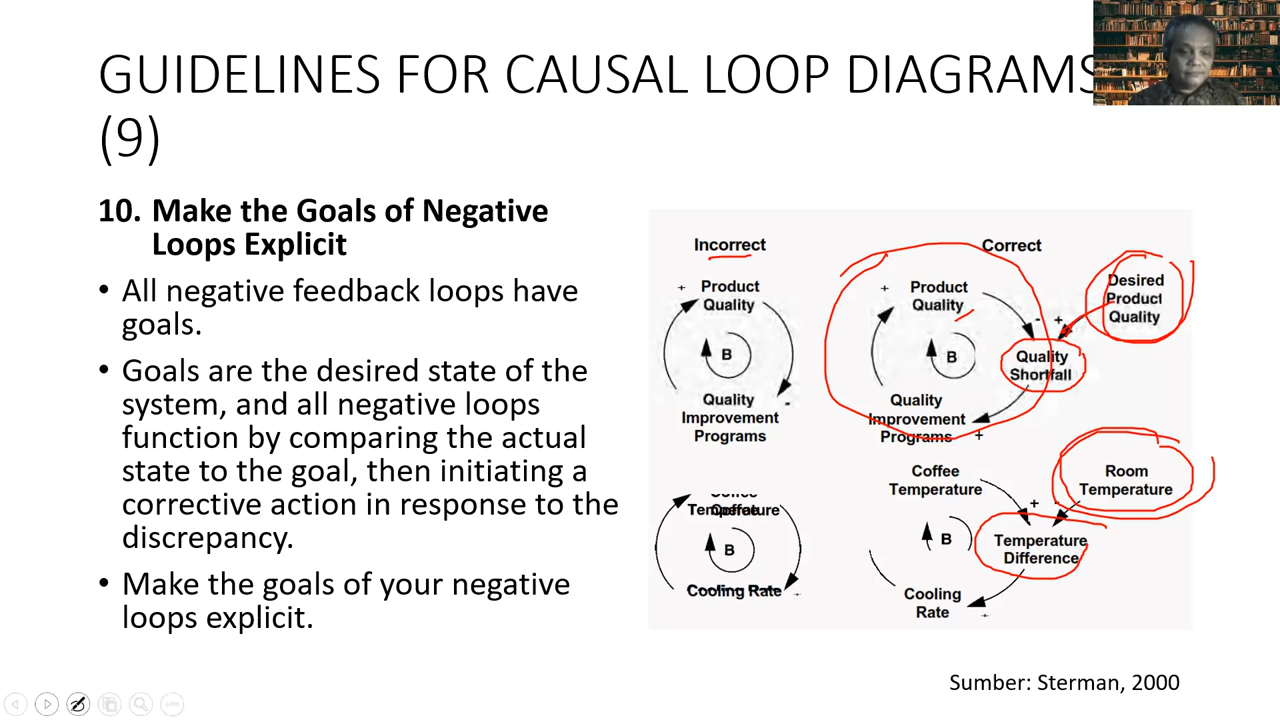 GUIDELINES FOR CAUSAL LOOP DIAGRAMS
(9)
10. Make the Goals of Negative
Loops Explicit
• All negative feedback loops have
goals.
• Goals are the desired state of the
system, and all negative loops
function by comparing the actual
state to the goal, then initiating a
corrective action in response to the
discrepancy.
• Make the goals of your negative
loops explicit.
Incorrect
+ Product
Quality
B
-
Quality
Improvement
Programs
Temperature
B
Cooling Rate
Correct
+ Product
Quality
- +
B
Desired
Product
Quality
Quality
Shortfall
Quality
Improvement
Programs +
Coffee
Temperature
Room
Temperature
+ -
B
Temperature
Difference
Cooling
Rate +
Sumber: Sterman, 2000